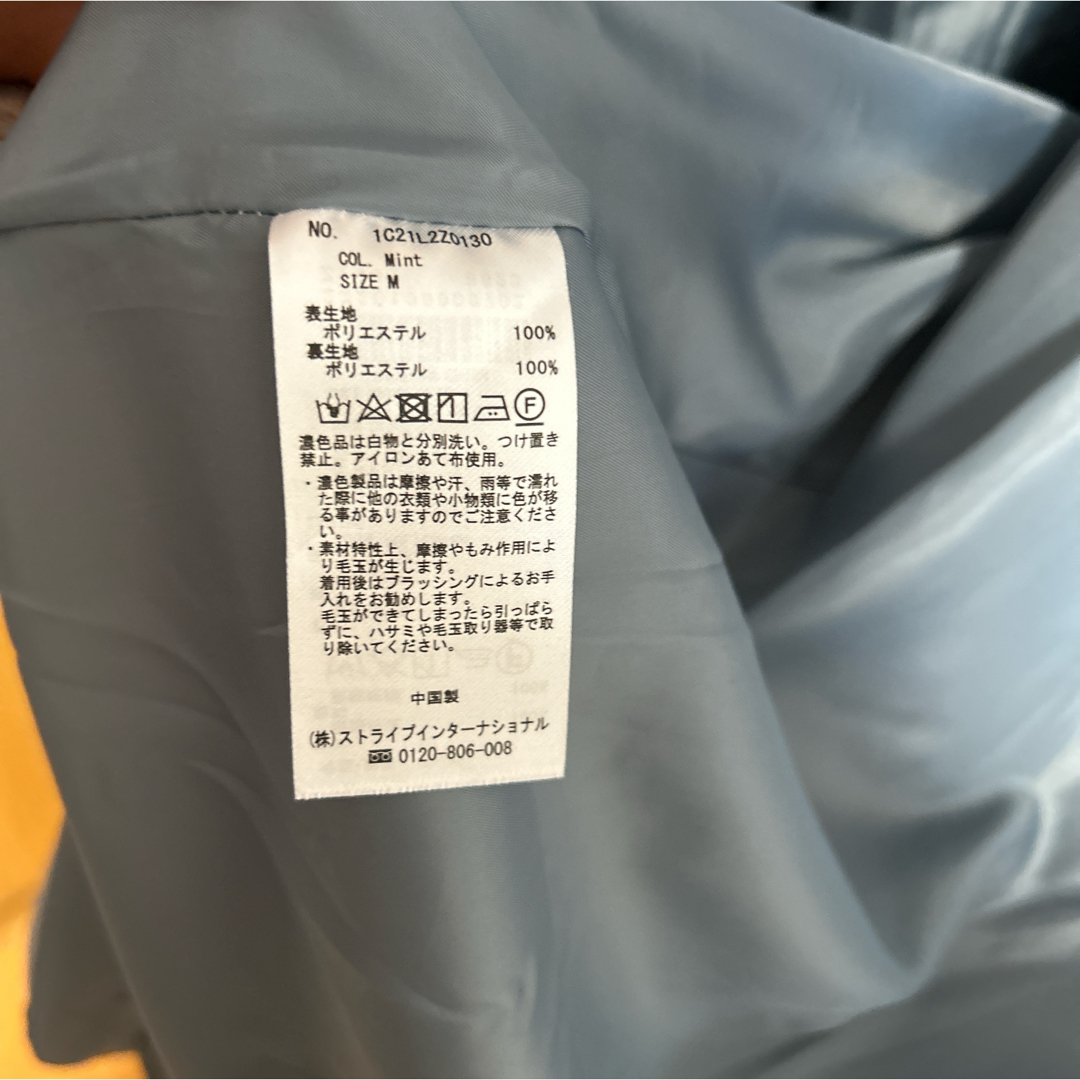 NO. 1C21L2Z0130
COL. Mint
SIZE M
表生地
ポリエステル 100%
裏生地
ポリエステル 100%
F
濃色品は白物と分別洗い。つけ置き
禁止。アイロンあて布使用。
・濃色製品は摩擦や汗、雨等で濡れ
た際に他の衣類や小物類に色が移
る事がありますのでご注意くださ
い。
・素材特性上、摩擦やもみ作用によ
り毛玉が生じます。
着用後はブラッシングによるお手
入れをお勧めします。
毛玉ができてしまったら引っぱら
ずに、ハサミや毛玉取り器等で取
り除いてください。
中国製
(株)ストライプインターナショナル
0120-806-008